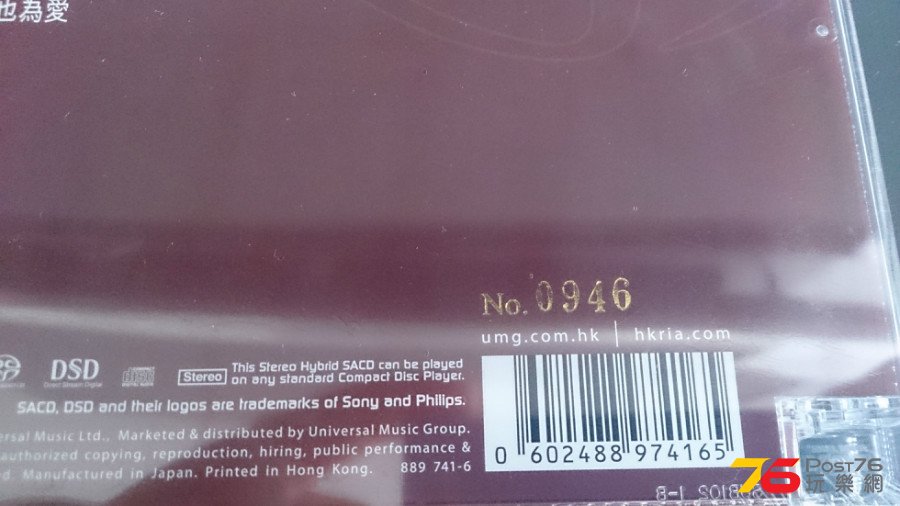 也為愛
No. 0946
umg.com.hk | hkria.com
DSD
Direct Stream Digital
Stereo
This Stereo Hybrid SACD can be played
on any standard Compact Disc Player.
SACD, DSD and their logos are trademarks of Sony and Philips.
Music Ltd., Marketed & distributed by Universal Music Group.
copying, reproduction, hiring, public performance &
Manufactured in Japan. Printed in Hong Kong. 889 741-6
0 602488 974165
76 Post76
玩樂網